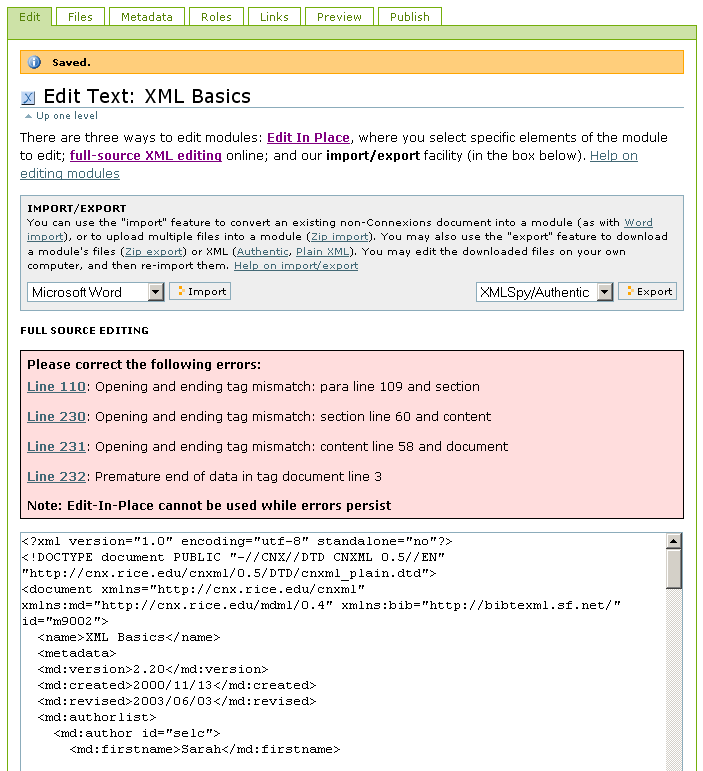 Edit Files Metadata Roles Links Preview Publish
Saved.
Edit Text: XML Basics
Up one level
There are three ways to edit modules: Edit In Place, where you select specific elements of the module
to edit; full-source XML editing online; and our import/export facility (in the box below). Help on
editing modules
IMPORT/EXPORT
You can use the "import" feature to convert an existing non-Connexions document into a module (as with Word
import), or to upload multiple files into a module (Zip import). You may also use the "export" feature to download
a module's files (Zip export) or XML (Authentic, Plain XML). You may edit the downloaded files on your own
computer, and then re-import them. Help on import/export
Microsoft Word Import XMLSpy/Authentic Export
FULL SOURCE EDITING
Please correct the following errors:
Line 110: Opening and ending tag mismatch: para line 109 and section
Line 230: Opening and ending tag mismatch: section line 60 and content
Line 231: Opening and ending tag mismatch: content line 58 and document
Line 232: Premature end of data in tag document line 3
Note: Edit-In-Place cannot be used while errors persist
<?xml version="1.0" encoding="utf-8" standalone="no"?>
<!DOCTYPE document PUBLIC "-//CNX//DTD CNXML 0.5//EN"
"http://cnx.rice.edu/cnxml/0.5/DTD/cnxml_plain.dtd">
<document xmlns="http://cnx.rice.edu/cnxml"
xmlns:md="http://cnx.rice.edu/mdml/0.4" xmlns:bib="http://bibtexml.sf.net/"
id="m9002">
<name>XML Basics</name>
<metadata>
<md:version>2.20</md:version>
<md:created>2000/11/13</md:created>
<md:revised>2003/06/03</md:revised>
<md:authorlist>
<md:author id="selc">
<md:firstname>Sarah</md:firstname>